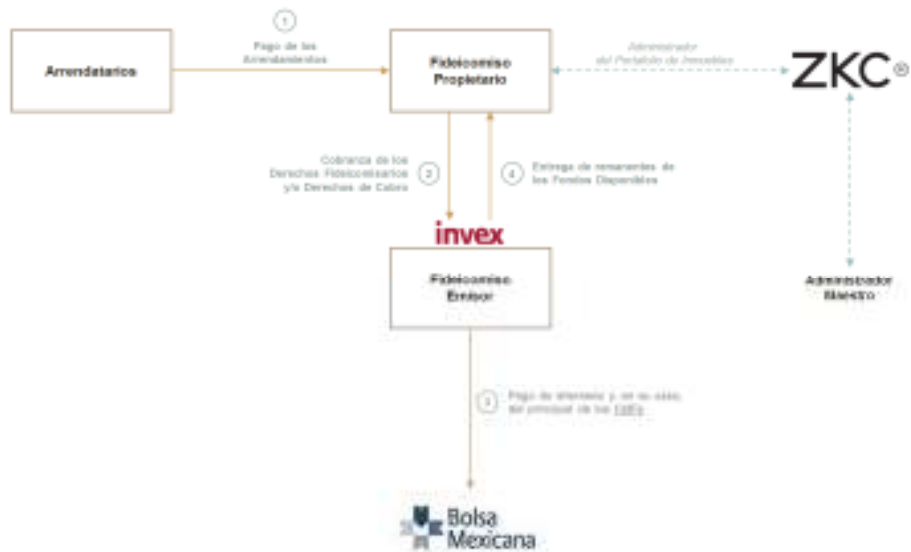 1
Pago de los
Arrendamientos
Arrendatarios
Fideicomiso
Propietario
Administrador
del Portafolio de Inmuebles
ZKC®
Cobranza de los
Derechos Fideicomisarios
y/o Derechos de Cobro
2
4
Entrega de remanentes de
los Fondos Disponibles
invex
Fideicomiso
Emisor
Administrador
Maestro
3
Pago de intereses y, en su caso,
del principal de los
Bolsa
Mexicana